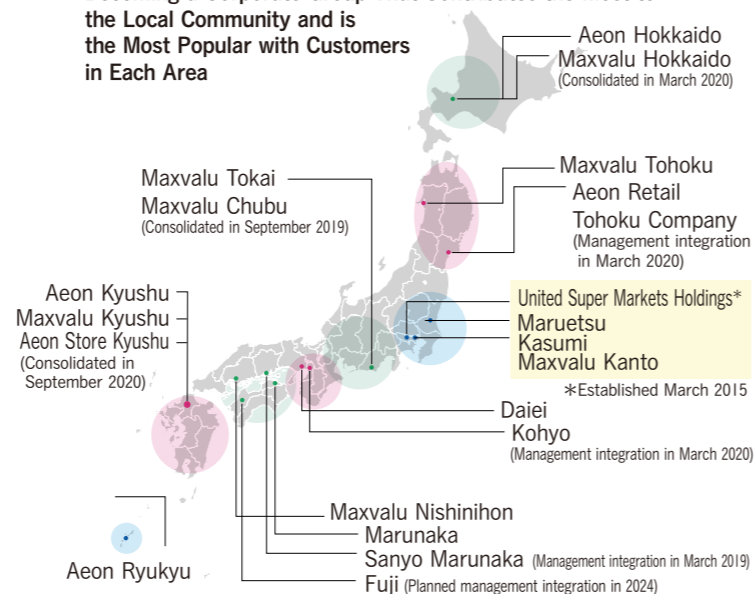 the Local Community and is
the Most Popular with Customers
in Each Area
Aeon Hokkaido
Maxvalu Hokkaido
(Consolidated in March 2020)
Maxvalu Tokai
Maxvalu Chubu
(Consolidated in September 2019)
Maxvalu Tohoku
Aeon Retail
Tohoku Company
(Management integration
in March 2020)
Aeon Kyushu
Maxvalu Kyushu
Aeon Store Kyushu
(Consolidated in
September 2020)
United Super Markets Holdings*
Maruetsu
Kasumi
Maxvalu Kanto
*Established March 2015
Daiei
Kohyo
(Management integration in March 2020)
Maxvalu Nishinihon
Marunaka
Sanyo Marunaka (Management integration in March 2019)
Fuji (Planned management integration in 2024)
Aeon Ryukyu